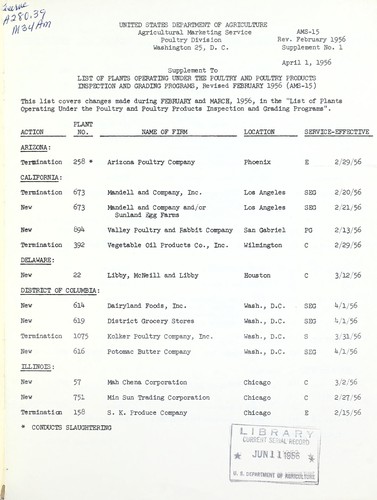 Reserve
A280.39
M34Am
UNITED STATES DEPARTMENT OF AGRICULTURE
Agricultural Marketing Service
Poultry Division
Washington 25, D. C.
AMS-15
Rev. February 1956
Supplement No. 1
April 1, 1956
Supplement To
LIST OF PLANTS OPERATING UNDER THE POULTRY AND POULTRY PRODUCTS
INSPECTION AND GRADING PROGRAMS, Revised FEBRUARY 1956 (AMS-15)
This list covers changes made during FEBRUARY and MARCH, 1956, in the "List of Plants
Operating Under the Poultry and Poultry Products Inspection and Grading Programs".
ACTION PLANT NO. NAME OF FIRM LOCATION SERVICE-EFFECTIVE
ARIZONA:
Termination 258 * Arizona Poultry Company Phoenix E 2/29/56
CALIFORNIA:
Termination 673 Mandell and Company, Inc. Los Angeles SEG 2/20/56
New 673 Mandell and Company and/or Los Angeles SEG 2/21/56
Sunland Egg Farms
New 894 Valley Poultry and Rabbit Company San Gabriel PG 2/13/56
Termination 392 Vegetable Oil Products Co., Inc. Wilmington C 2/29/56
DELAWARE:
New 22 Libby, McNeill and Libby Houston C 3/12/56
DISTRICT OF COLUMBIA:
New 614 Dairyland Foods, Inc. Wash., D.C. SEG 4/1/56
New 619 District Grocery Stores Wash., D.C. SEG 4/1/56
Termination 1075 Kolker Poultry Company, Inc. Wash., D.C. S 3/31/56
New 616 Potomac Butter Company Wash., D.C. SEG 4/1/56
ILLINOIS:
New 57 Mah Chena Corporation Chicago C 3/2/56
New 751 Min Sun Trading Corporation Chicago C 2/27/56
Termination 158 S. K. Produce Company Chicago E 2/15/56
* CONDUCTS SLAUGHTERING
LIBRARY
CURRENT SERIAL RECORD
★ JUN 11 1956 ★
U. S. DEPARTMENT OF AGRICULTURE